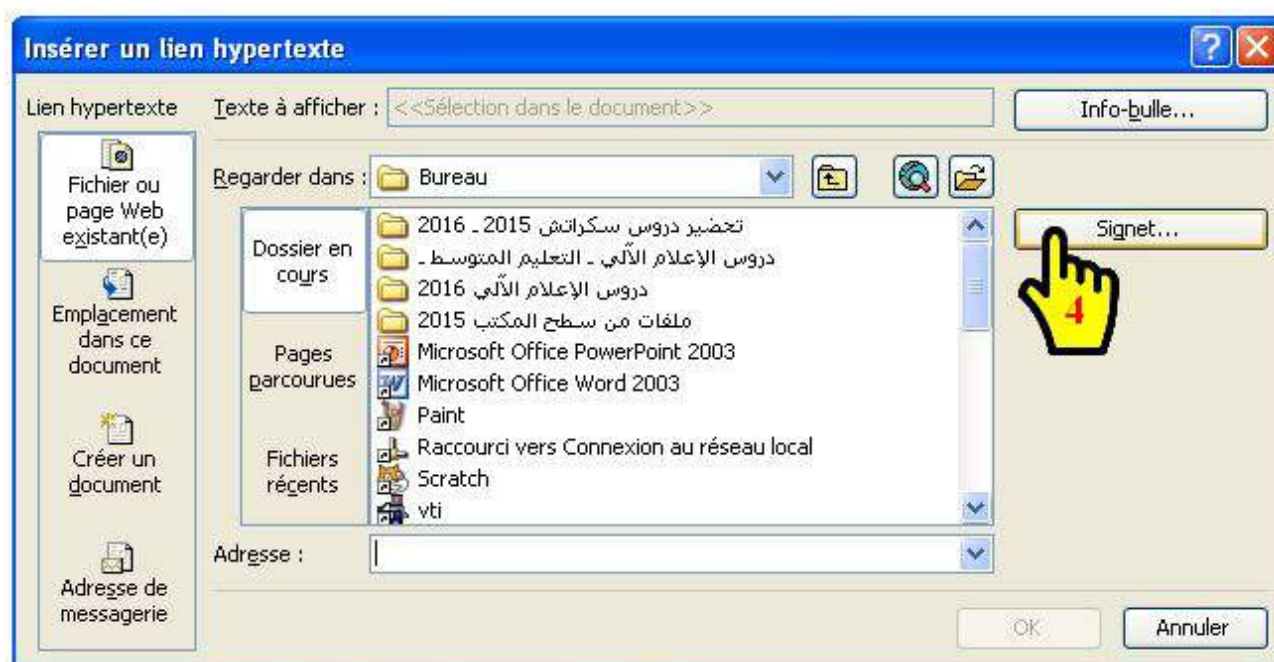 Insérer un lien hypertexte
Lien hypertexte
Texte à afficher : <<Sélection dans le document>>
Info-bulle...
Fichier ou
page Web
existant(e)
Emplacement
dans ce
document
Créer un
document
Adresse de
messagerie
Regarder dans : Bureau
Dossier en
cours
Pages
parcourues
Fichiers
récents
تحضير دروس سكراتش 2015 ـ 2016
دروس الإعلام الآلي ـ التعليم المتوسط ـ
دروس الإعلام الآلي 2016
ملفات من سطح المكتب 2015
Microsoft Office PowerPoint 2003
Microsoft Office Word 2003
Paint
Raccourci vers Connexion au réseau local
Scratch
vti
Signet...
4
Adresse :
OK
Annuler